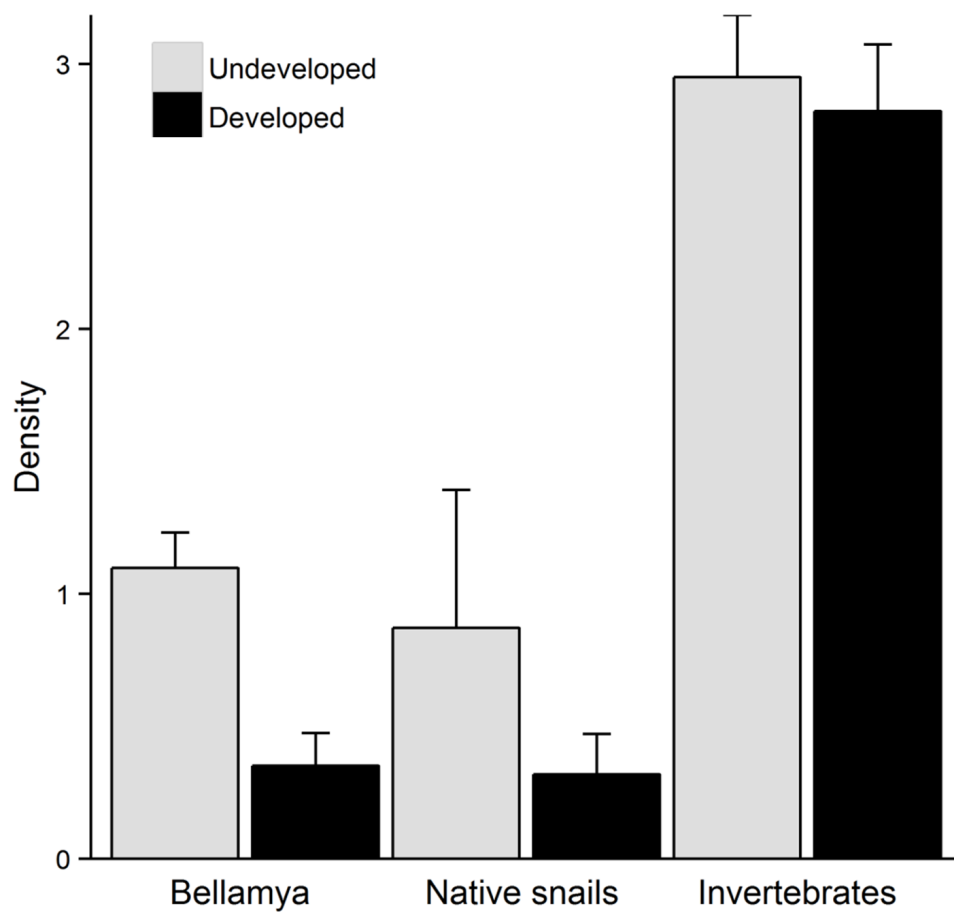 3
Undeveloped
Developed
2
Density
1
0
Bellamya Native snails Invertebrates